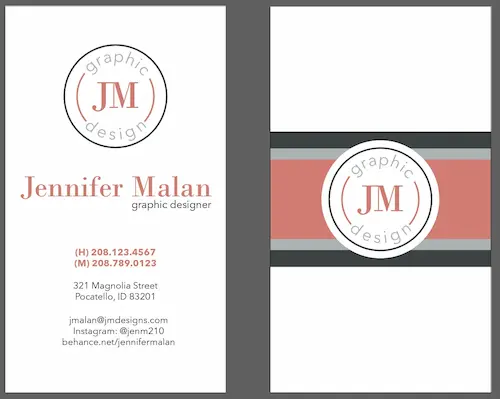 graphic
JM
design
Jennifer Malan
graphic designer
(H) 208.123.4567
(M) 208.789.0123
321 Magnolia Street
Pocatello, ID 83201
jmalan@jmdesigns.com
Instagram: @jenm210
behance.net/jennifermalan
graphic
JM
design